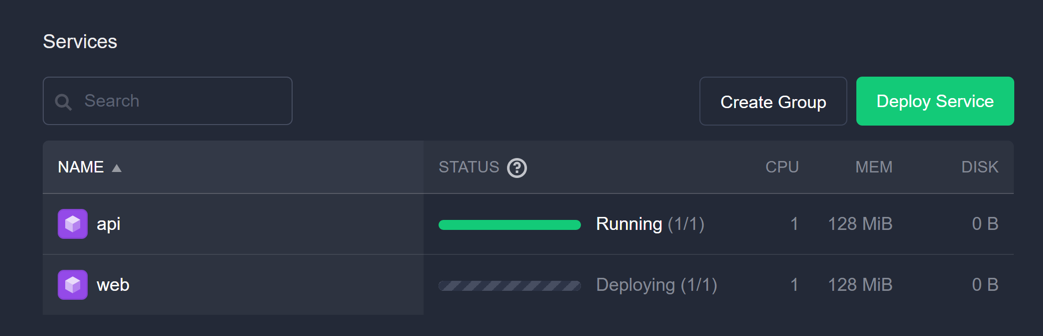 Services
Search
Create Group
Deploy Service
NAME STATUS ? CPU MEM DISK
api Running (1/1) 1 128 MiB 0 B
web Deploying (1/1) 1 128 MiB 0 B